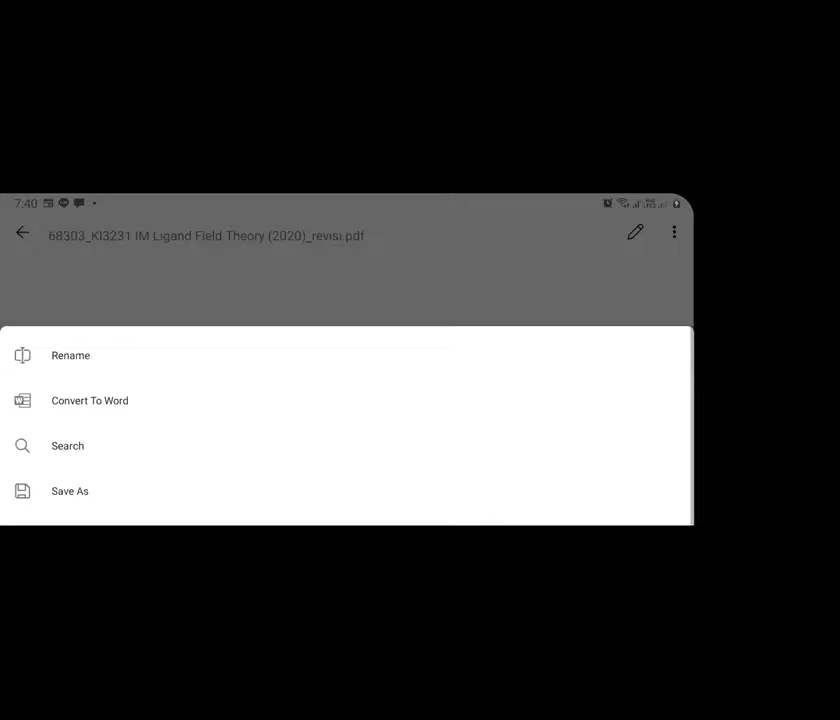 7:40
68303_KI3231 IM Ligand Field Theory (2020)_revisi.pdf
Rename
Convert To Word
Search
Save As